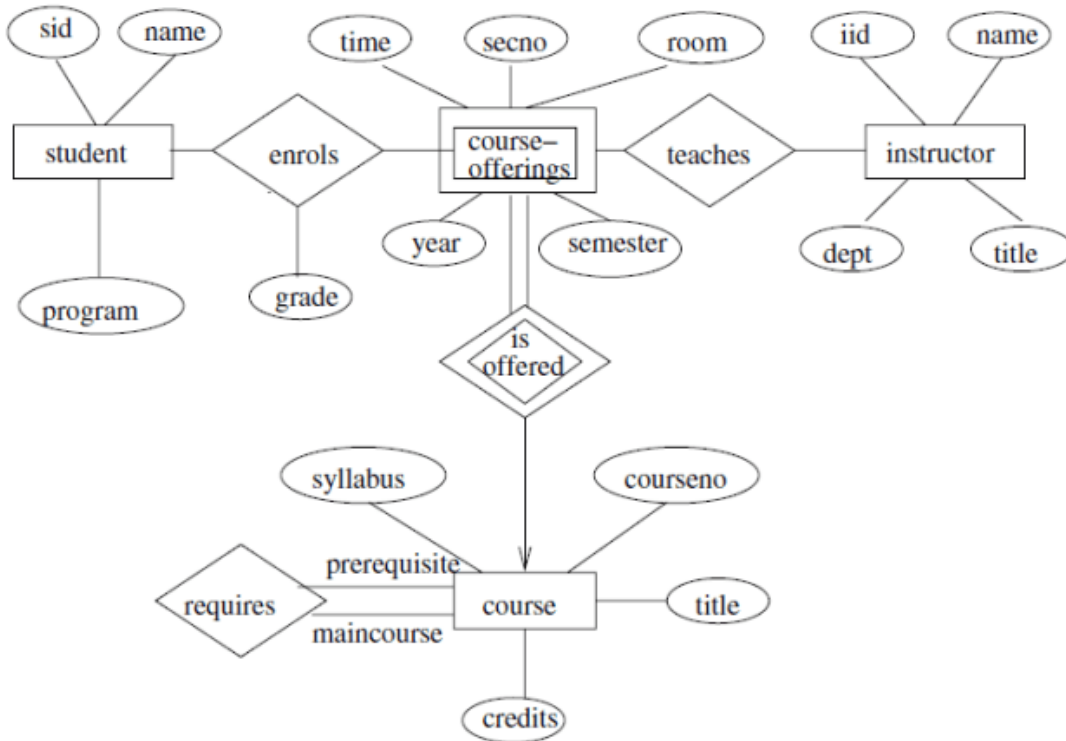 sid
name
time
secno
room
iid
name
student
enrols
course–
offerings
teaches
instructor
year
semester
dept
title
program
grade
is
offered
syllabus
courseno
prerequisite
requires
course
title
maincourse
credits